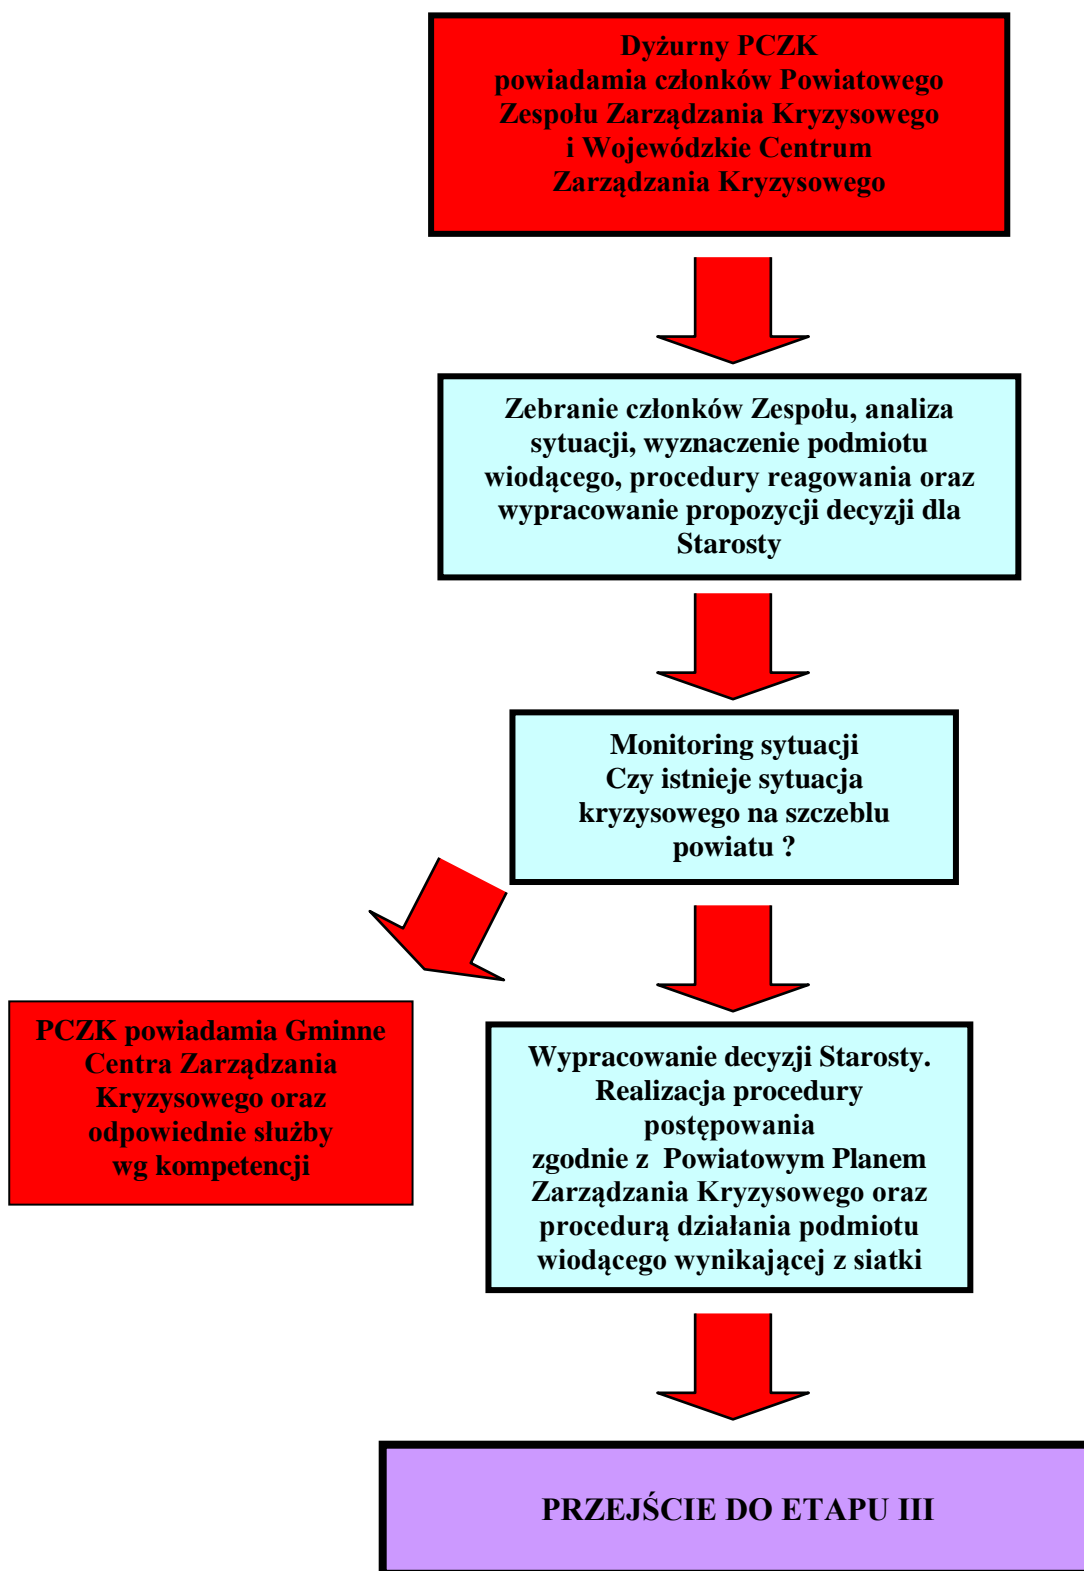 Dyżurny PCZK
powiadamia członków Powiatowego
Zespołu Zarządzania Kryzysowego
i Wojewódzkie Centrum
Zarządzania Kryzysowego
Zebranie członków Zespołu, analiza
sytuacji, wyznaczenie podmiotu
wiodącego, procedury reagowania oraz
wypracowanie propozycji decyzji dla
Starosty
Monitoring sytuacji
Czy istnieje sytuacja
kryzysowego na szczeblu
powiatu ?
PCZK powiadamia Gminne
Centra Zarządzania
Kryzysowego oraz
odpowiednie służby
wg kompetencji
Wypracowanie decyzji Starosty.
Realizacja procedury
postępowania
zgodnie z Powiatowym Planem
Zarządzania Kryzysowego oraz
procedurą działania podmiotu
wiodącego wynikającej z siatki
PRZEJŚCIE DO ETAPU III